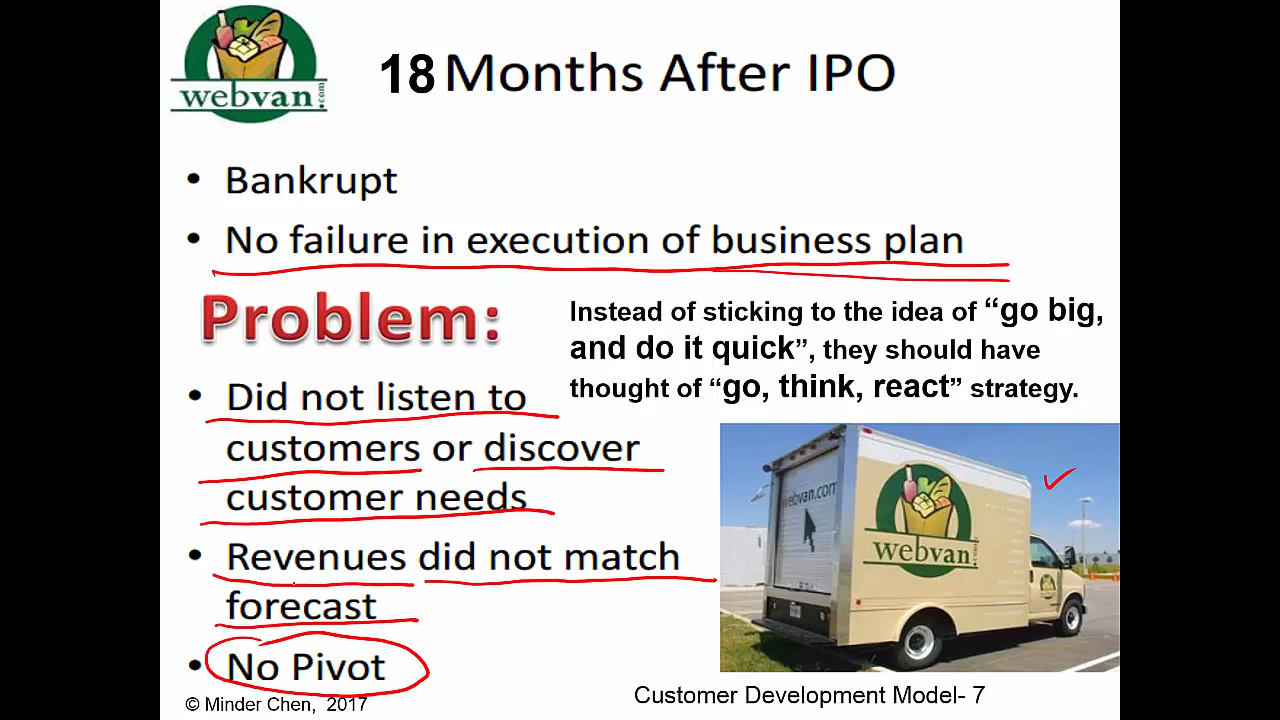 webvan.com
18 Months After IPO
• Bankrupt
• No failure in execution of business plan
Problem:
Instead of sticking to the idea of “go big,
and do it quick”, they should have
thought of “go, think, react” strategy.
• Did not listen to
customers or discover
customer needs
• Revenues did not match
forecast
• No Pivot
webvan.com
webvan.com
© Minder Chen, 2017
Customer Development Model- 7